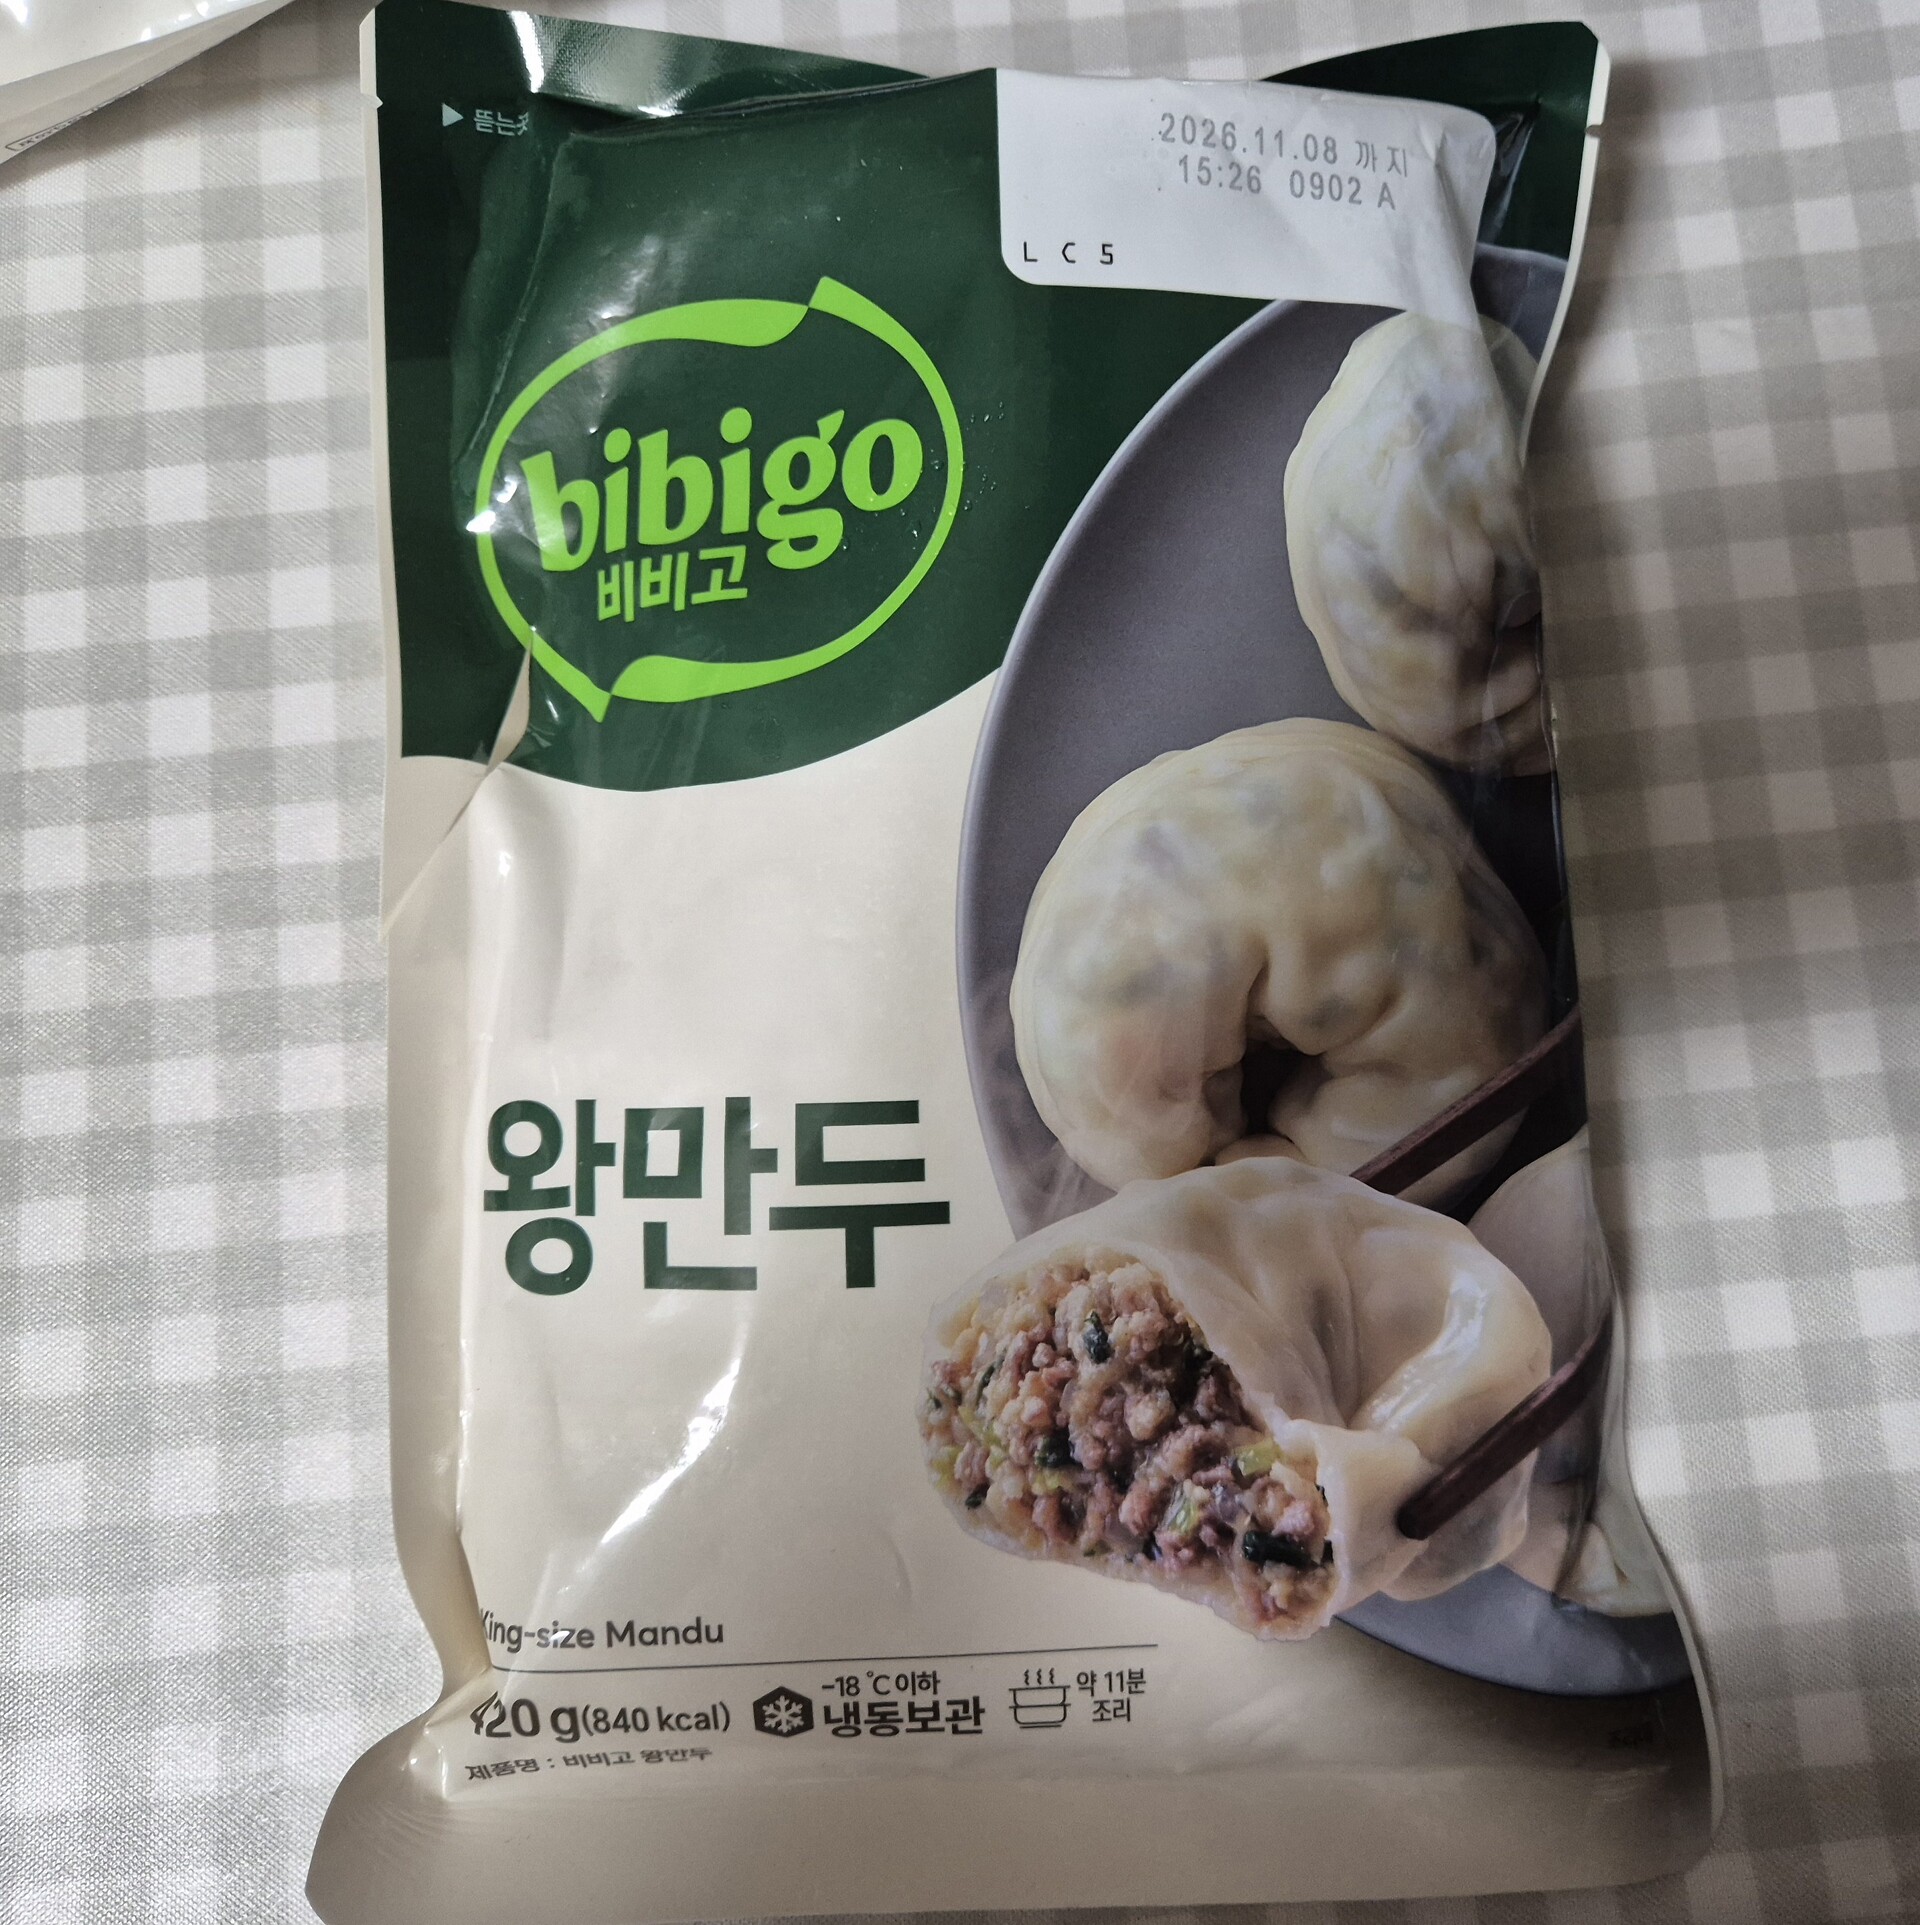 ▶ 뜯는곳
2026.11.08 까지
15:26 0902 A
L C 5
bibigo
비비고
왕만두
King-size Mandu
420 g(840 kcal)
-18 ℃ 이하
냉동보관
약 11분
조리
제품명 : 비비고 왕만두